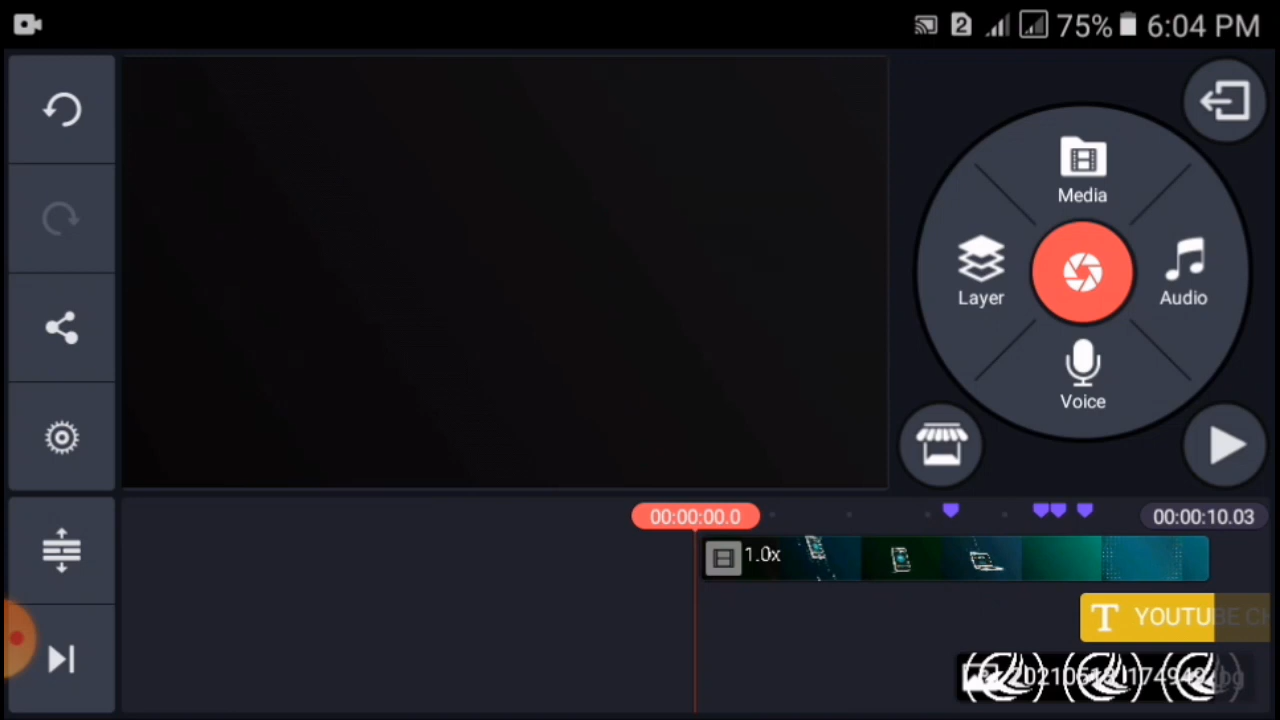 2 75% 6:04 PM
Media
Layer
Audio
Voice
00:00:00.0
00:00:10.03
1.0x
T YOUTUBE CH